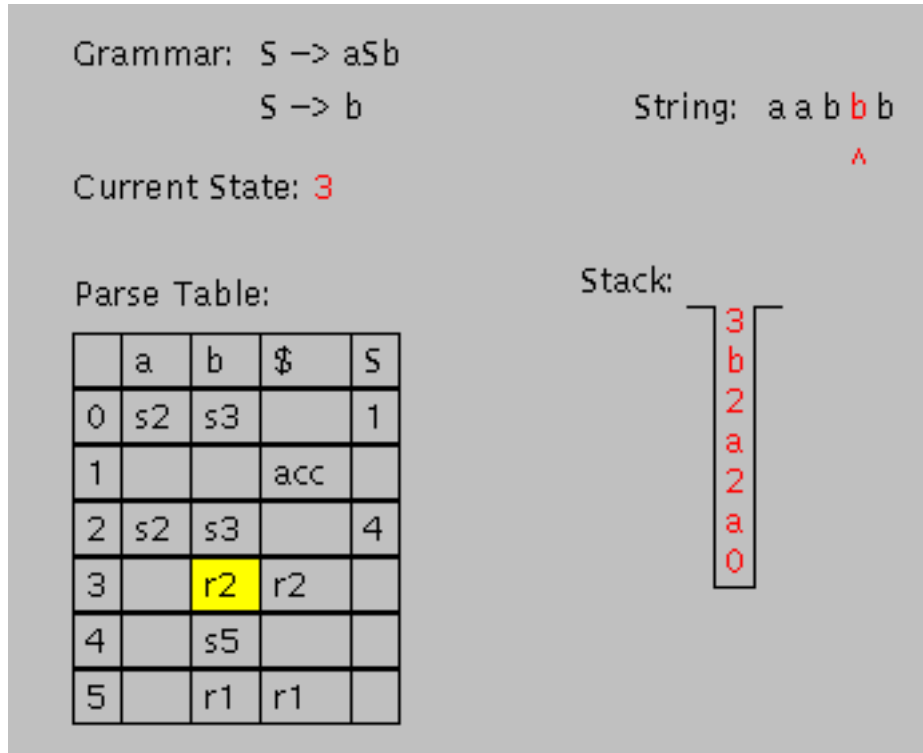 Grammar: S –> aSb
S –> b
String: a a b b b
^
Current State: 3
Parse Table:
Stack:
a b $ S
0 s2 s3 1
1 acc
2 s2 s3 4
3 r2 r2
4 s5
5 r1 r1
3
b
2
a
2
a
0